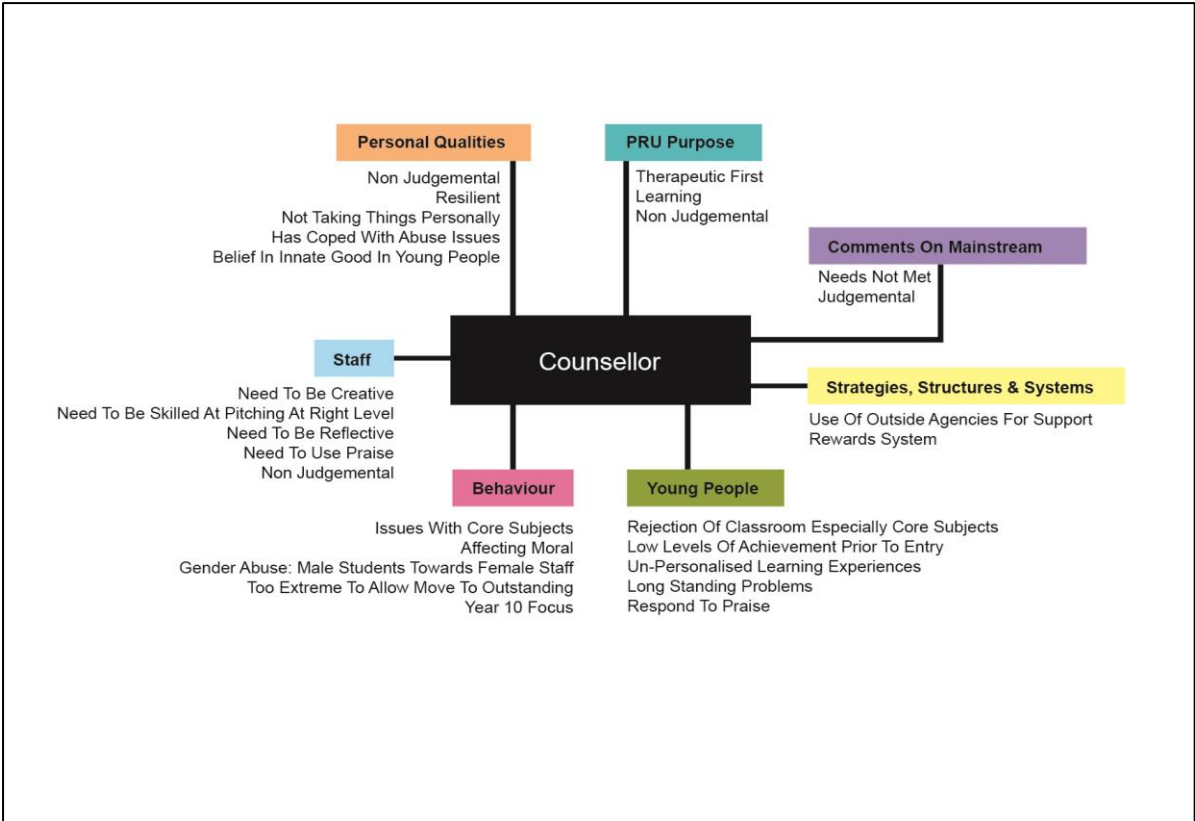 Personal Qualities
Non Judgemental
Resilient
Not Taking Things Personally
Has Coped With Abuse Issues
Belief In Innate Good In Young People
PRU Purpose
Therapeutic First
Learning
Non Judgemental
Comments On Mainstream
Needs Not Met
Judgemental
Counsellor
Staff
Need To Be Creative
Need To Be Skilled At Pitching At Right Level
Need To Be Reflective
Need To Use Praise
Non Judgemental
Strategies, Structures & Systems
Use Of Outside Agencies For Support
Rewards System
Behaviour
Issues With Core Subjects
Affecting Moral
Gender Abuse: Male Students Towards Female Staff
Too Extreme To Allow Move To Outstanding
Year 10 Focus
Young People
Rejection Of Classroom Especially Core Subjects
Low Levels Of Achievement Prior To Entry
Un-Personalised Learning Experiences
Long Standing Problems
Respond To Praise